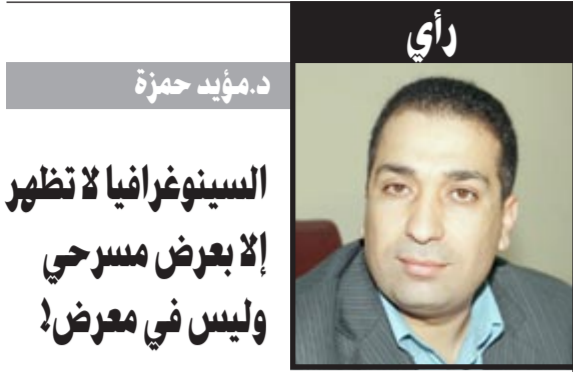 رأي
د.مؤيد حمزة
السينوغرافيا لا تظهر
إلا بعرض مسرحي
وليس في معرض!